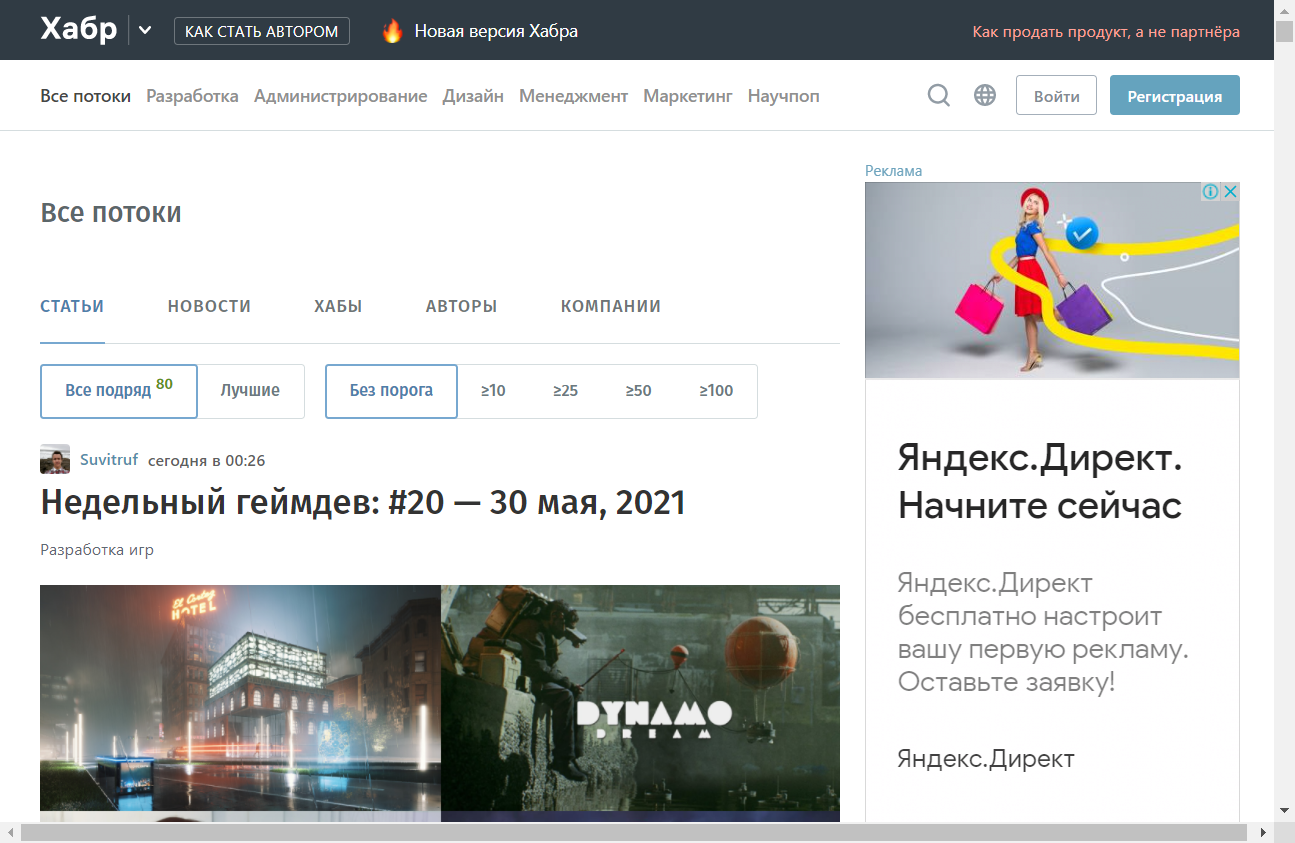 Хабр
КАК СТАТЬ АВТОРОМ
Новая версия Хабра
Как продать продукт, а не партнёра
Все потоки Разработка Администрирование Дизайн Менеджмент Маркетинг Научпоп
Войти
Регистрация
Реклама
Все потоки
СТАТЬИ НОВОСТИ ХАБЫ АВТОРЫ КОМПАНИИ
Все подряд 80 Лучшие Без порога ≥10 ≥25 ≥50 ≥100
Suvitruf сегодня в 00:26
Недельный геймдев: #20 — 30 мая, 2021
Разработка игр
El Cortez
HOTEL
DYNAMO
DREAM
Яндекс.Директ.
Начните сейчас
Яндекс.Директ
бесплатно настроит
вашу первую рекламу.
Оставьте заявку!
Яндекс.Директ